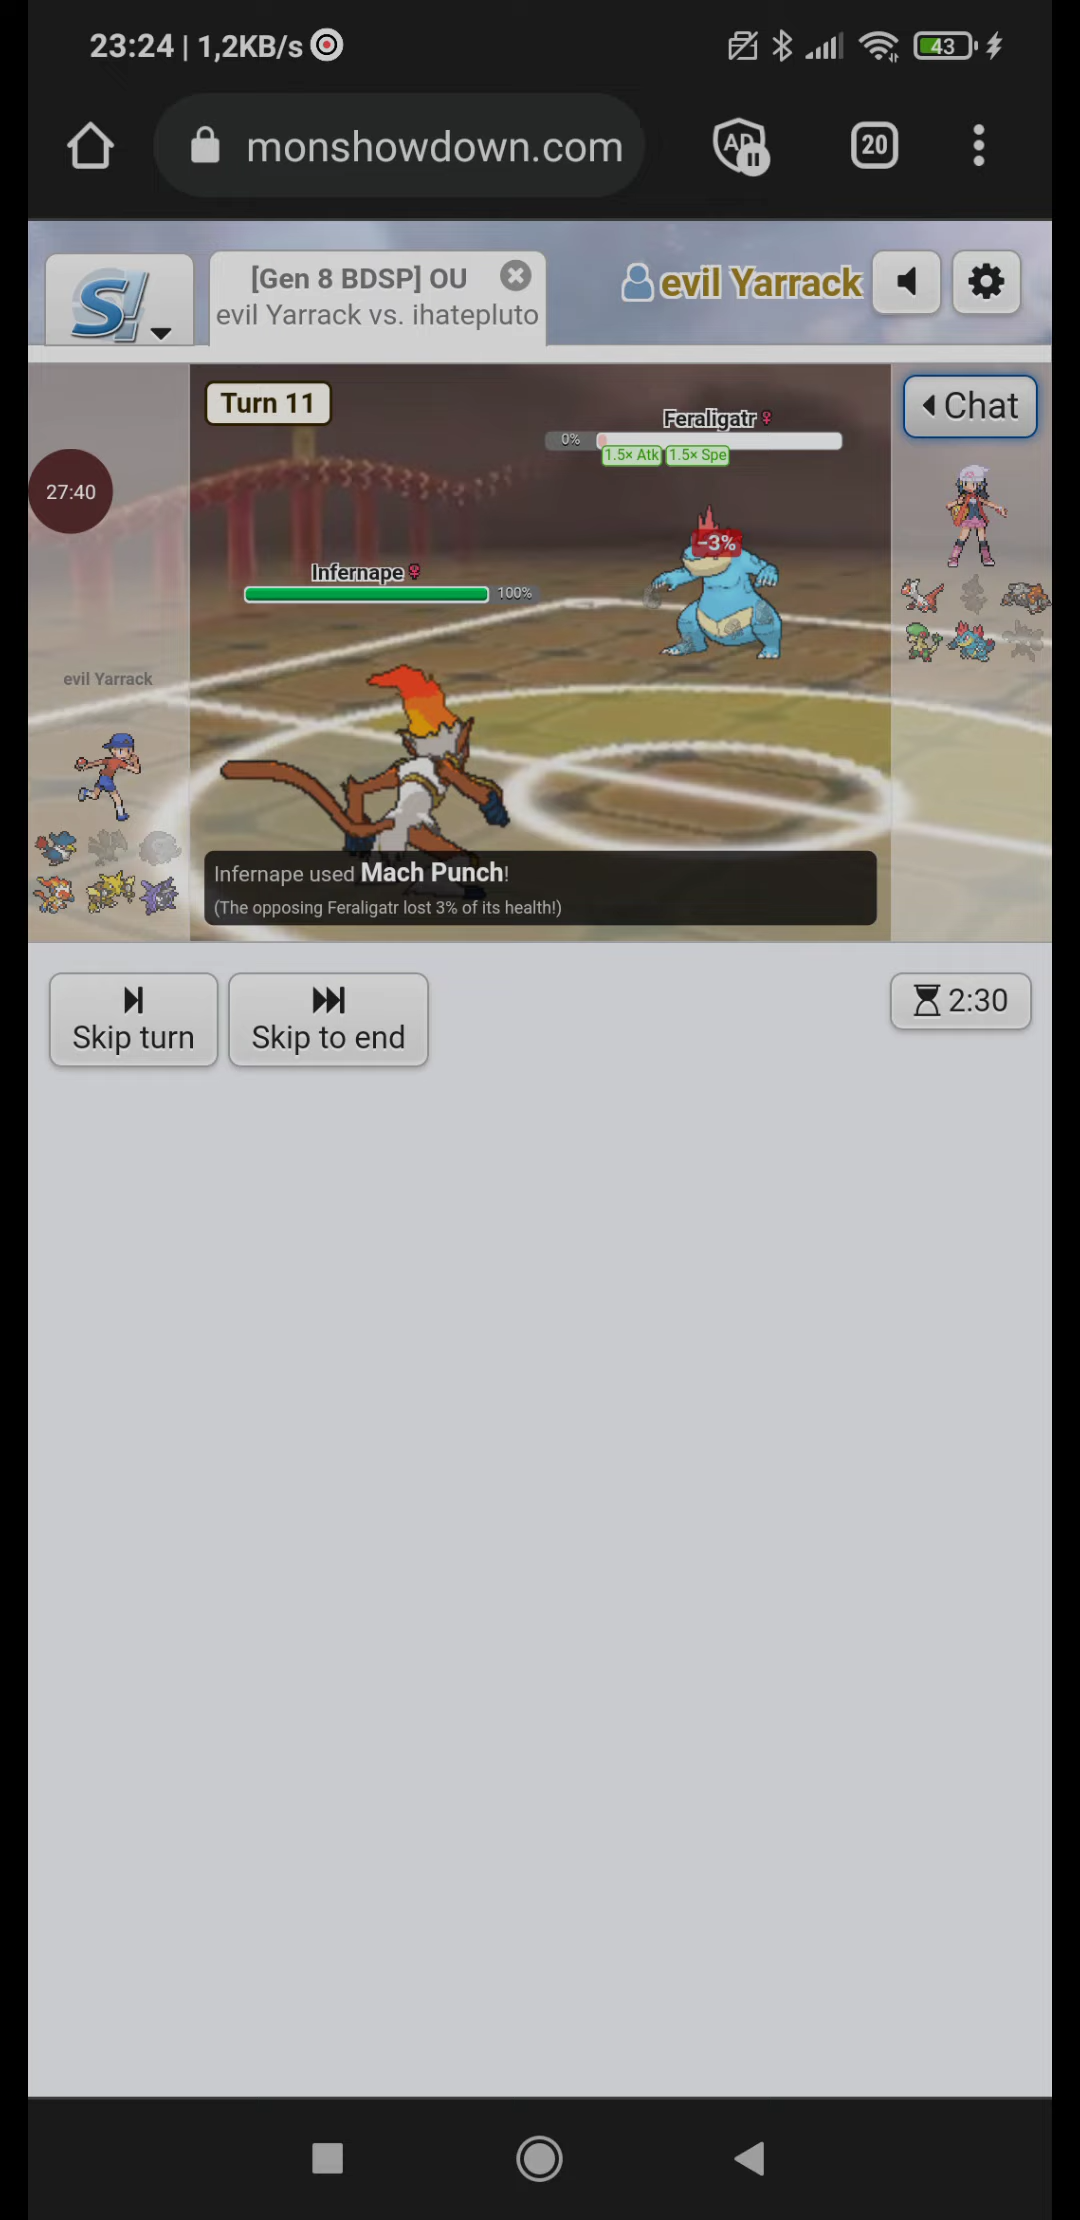 23:24 | 1,2KB/s
43
monshowdown.com
AD
20
S!
[Gen 8 BDSP] OU
evil Yarrack vs. ihatepluto
evil Yarrack
Turn 11
Chat
Feraligatr ♀
0%
1.5× Atk 1.5× Spe
27:40
-3%
Infernape ♀
100%
evil Yarrack
Infernape used Mach Punch!
(The opposing Feraligatr lost 3% of its health!)
Skip turn
Skip to end
2:30